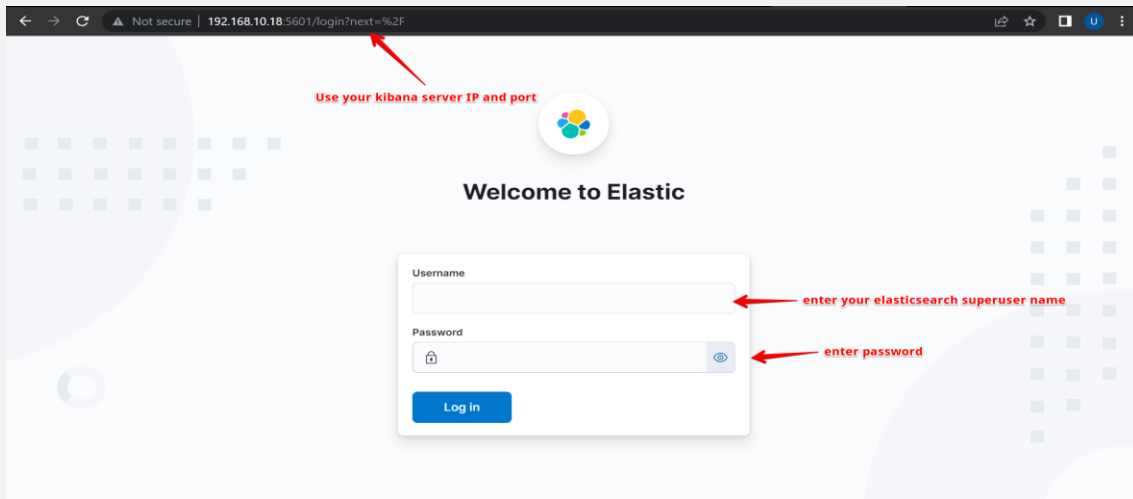 Not secure | 192.168.10.18:5601/login?next=%2F
U
Use your kibana server IP and port
Welcome to Elastic
Username
enter your elasticsearch superuser name
Password
enter password
Log in